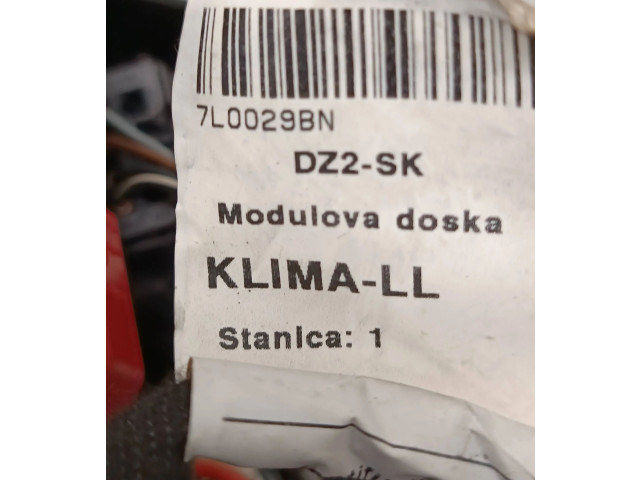 7L0029BN
DZ2-SK
Modulova doska
KLIMA-LL
Stanica: 1